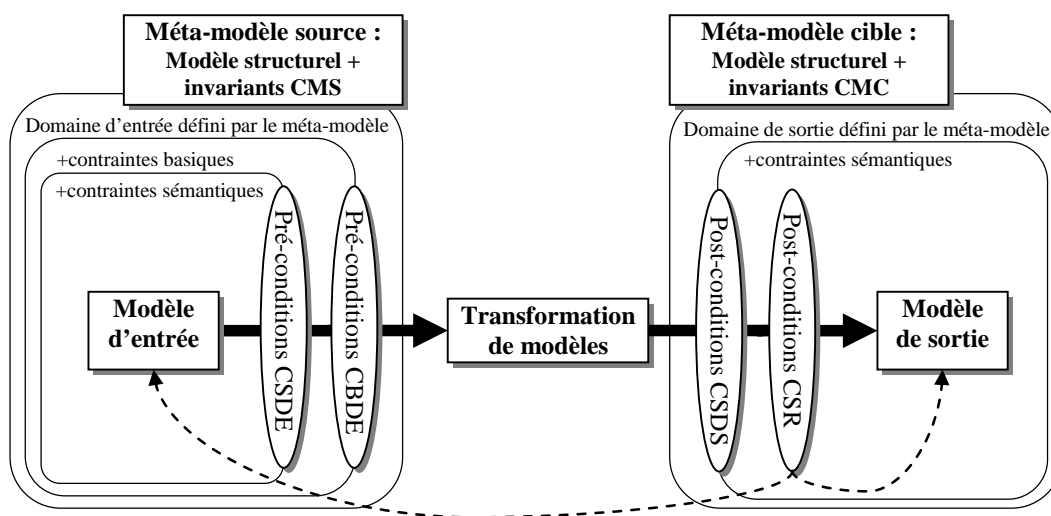 Méta-modèle source :
Modèle structurel +
invariants CMS
Méta-modèle cible :
Modèle structurel +
invariants CMC
Domaine d'entrée défini par le méta-modèle
+contraintes basiques
+contraintes sémantiques
Pré-conditions CSDE
Pré-conditions CBDE
Modèle
d'entrée
Transformation
de modèles
Domaine de sortie défini par le méta-modèle
+contraintes sémantiques
Post-conditions CSDS
Post-conditions CSR
Modèle
de sortie